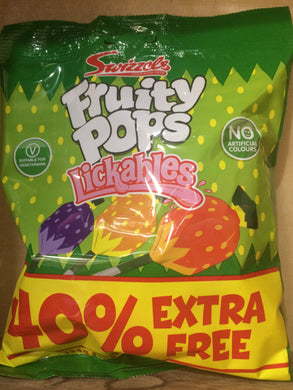 Swizzels
Fruity
POPS
lickables
V
SUITABLE FOR
VEGETARIANS
NO
ARTIFICIAL
COLOURS
40% EXTRA
FREE